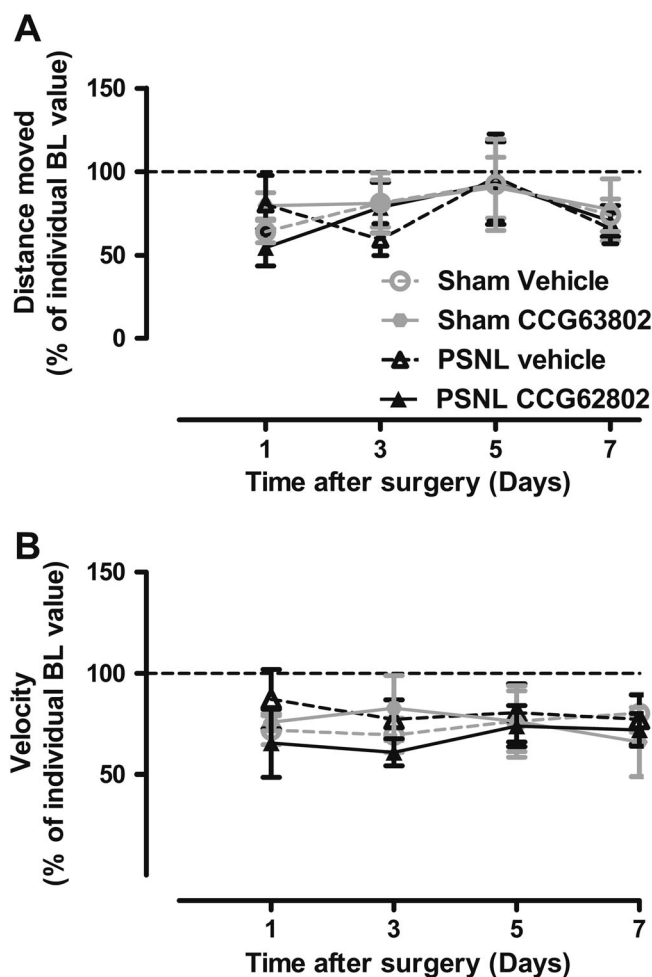 A
Distance moved
(% of individual BL value)
150
100
50
0
Sham Vehicle
Sham CCG63802
PSNL vehicle
PSNL CCG62802
1 3 5 7
Time after surgery (Days)
B
Velocity
(% of individual BL value)
150
100
50
1 3 5 7
Time after surgery (Days)